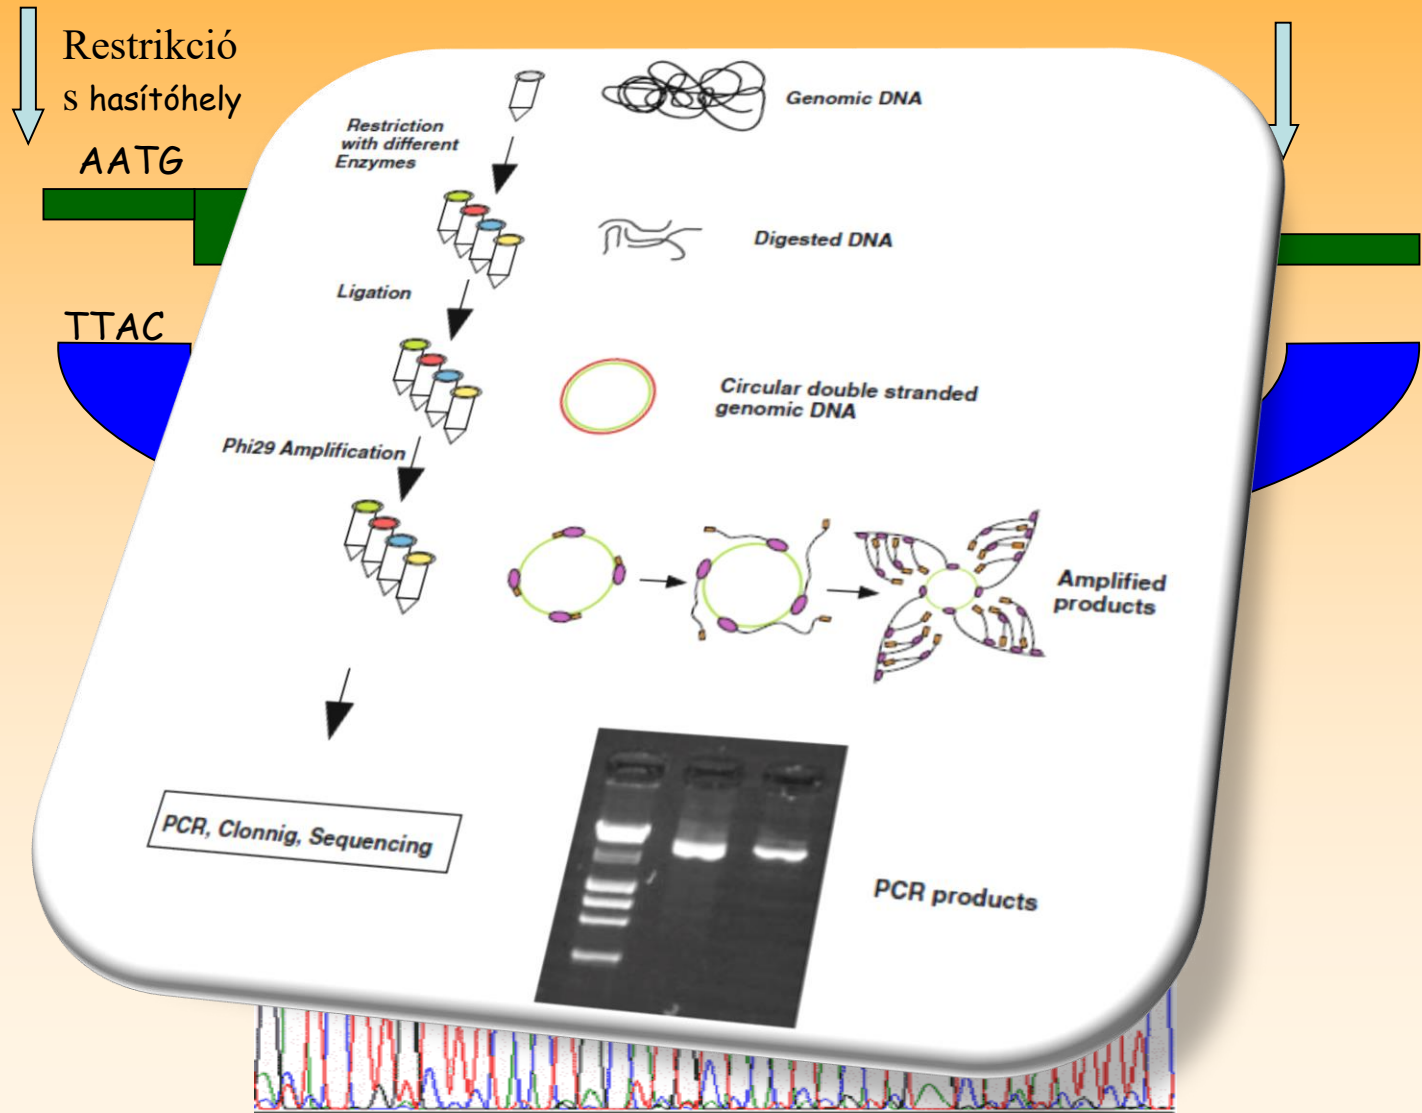 Restrikció
s hasítóhely
AATG
TTAC
Genomic DNA
Restriction
with different
Enzymes
Digested DNA
Ligation
Circular double stranded
genomic DNA
Phi29 Amplification
Amplified
products
PCR, Clonnig, Sequencing
PCR products